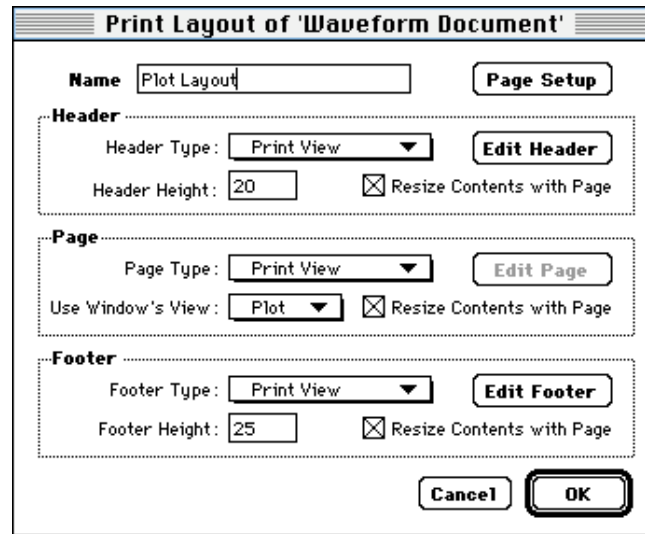 Print Layout of 'Waveform Document'
Name Plot Layout Page Setup
Header
Header Type: Print View Edit Header
Header Height: 20 Resize Contents with Page
Page
Page Type: Print View Edit Page
Use Window's View: Plot Resize Contents with Page
Footer
Footer Type: Print View Edit Footer
Footer Height: 25 Resize Contents with Page
Cancel OK